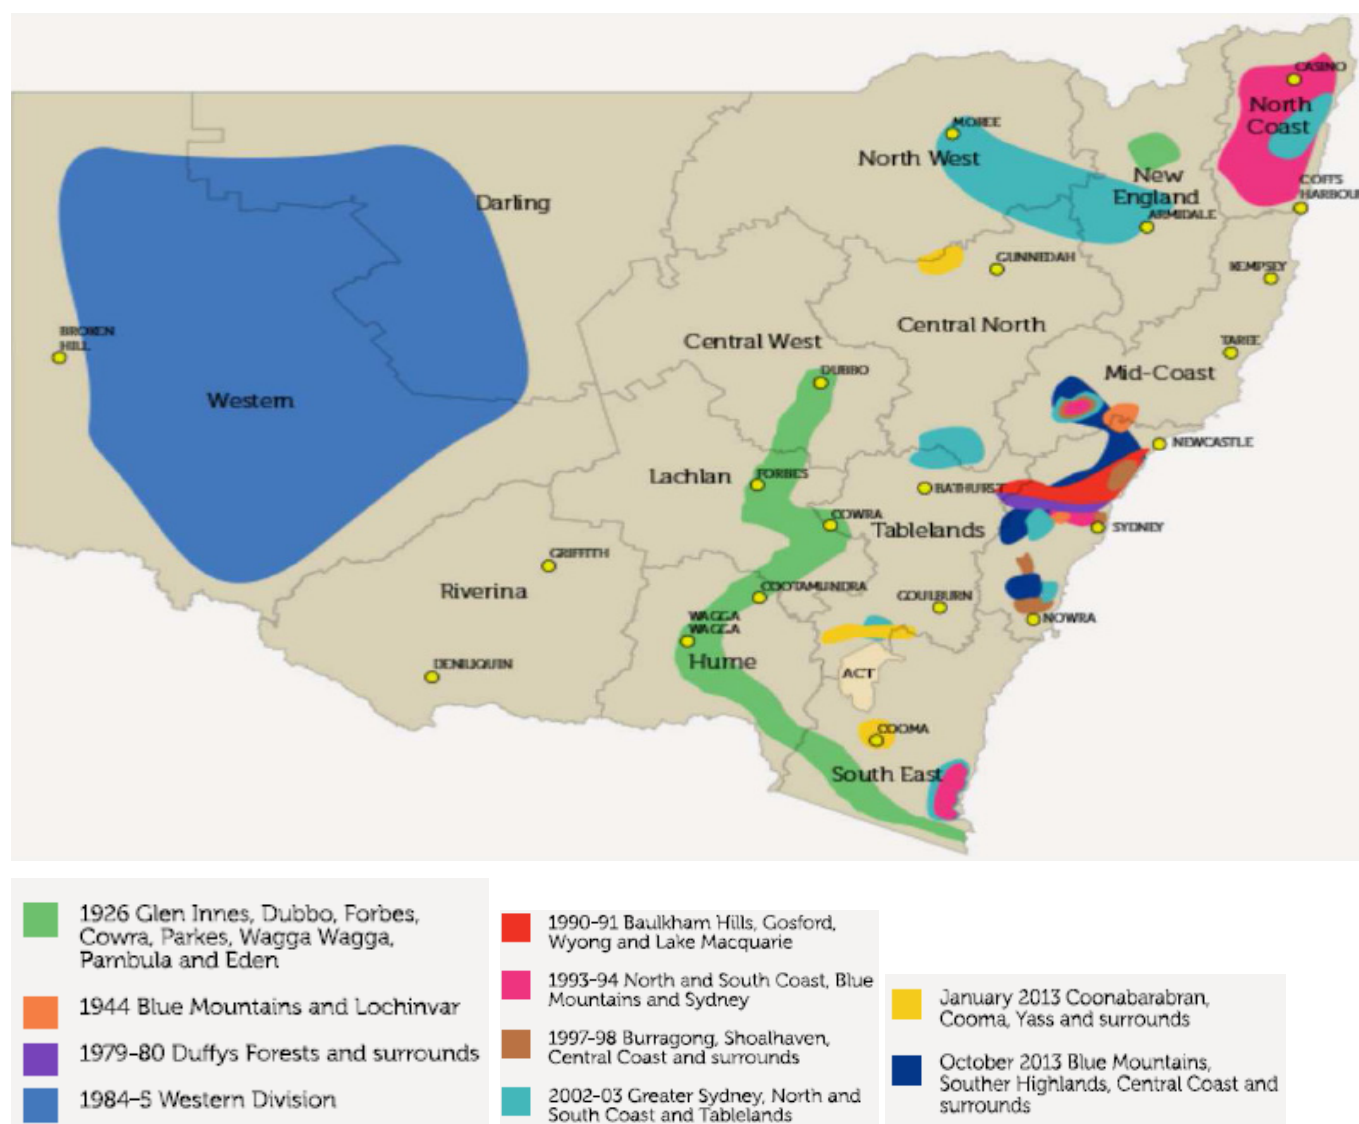 CASINO
North
Coast
MOREE
North West
New
England
COFFS
HARBOU
ARMIDALE
Darling
GUNNEDAH
KEMPSEY
BROKEN
HILL
Central North
Central West
TAREE
Mid-Coast
DUBBO
Western
NEWCASTLE
Lachlan
FORBES
BATHURST
COWRA
Tablelands
SYDNEY
GRIFFITH
Riverina
COOTAMUNDRA
GOULBURN
NOWRA
WAGGA
WAGGA
Hume
DENILIQUIN
ACT
COOMA
South East
1926 Glen Innes, Dubbo, Forbes,
Cowra, Parkes, Wagga Wagga,
Pambula and Eden
1944 Blue Mountains and Lochinvar
1979-80 Duffys Forests and surrounds
1984-5 Western Division
1990-91 Baulkham Hills, Gosford,
Wyong and Lake Macquarie
1993-94 North and South Coast, Blue
Mountains and Sydney
1997-98 Burragong, Shoalhaven,
Central Coast and surrounds
2002-03 Greater Sydney, North and
South Coast and Tablelands
January 2013 Coonabarabran,
Cooma, Yass and surrounds
October 2013 Blue Mountains,
Souther Highlands, Central Coast and
surrounds